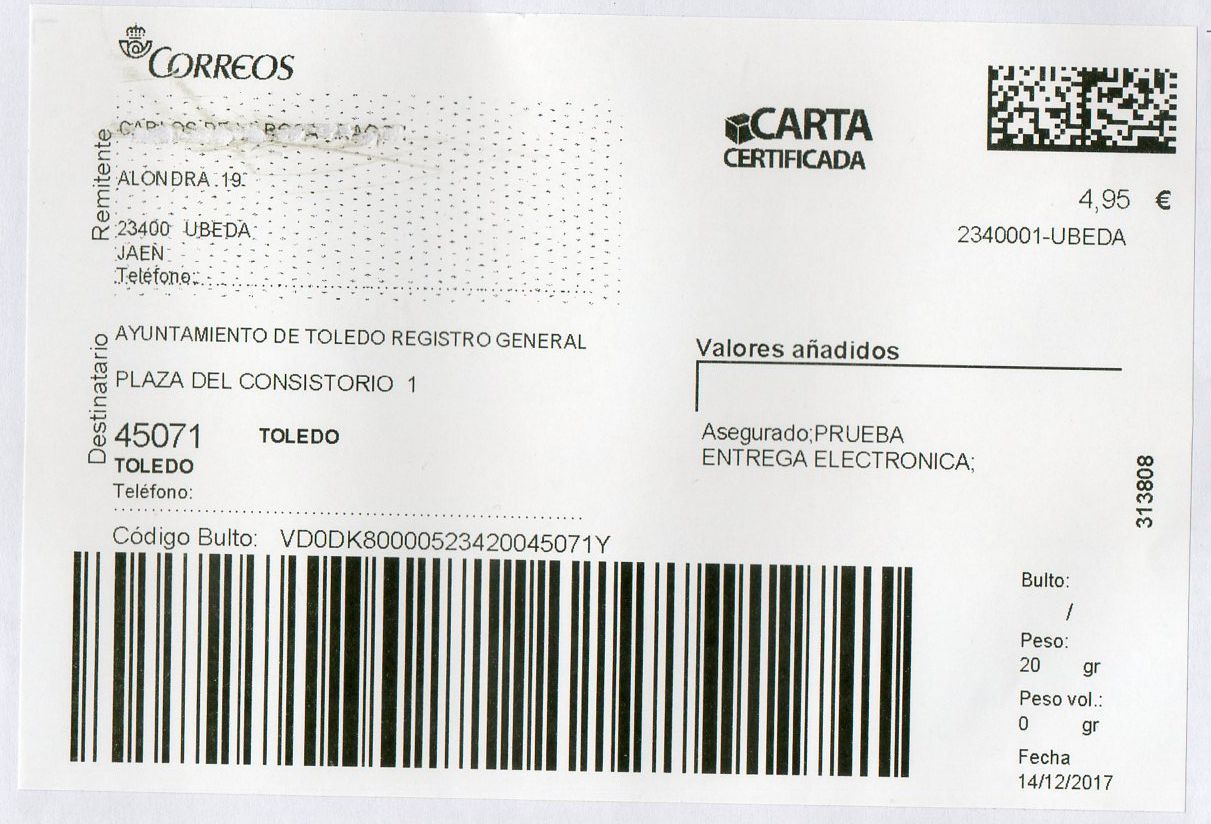 CORREOS
Remitente
ALONDRA 19
23400 UBEDA
JAEN
Teléfono:
CARTA
CERTIFICADA
4,95 €
2340001-UBEDA
Destinatario
AYUNTAMIENTO DE TOLEDO REGISTRO GENERAL
PLAZA DEL CONSISTORIO 1
45071 TOLEDO
TOLEDO
Teléfono:
Valores añadidos
Asegurado;PRUEBA
ENTREGA ELECTRONICA;
313808
Código Bulto: VD0DK80000523420045071Y
Bulto:
/
Peso:
20 gr
Peso vol.:
0 gr
Fecha
14/12/2017